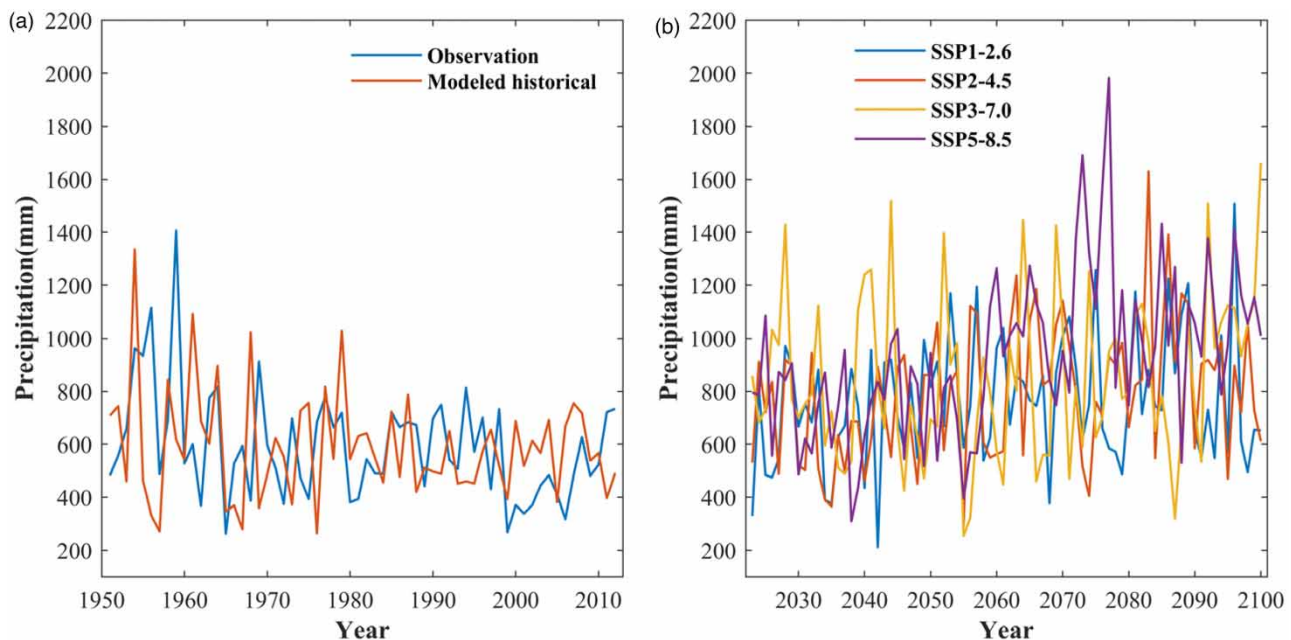 (a)
2200
2000
1800
1600
1400
1200
1000
800
600
400
200
Precipitation(mm)
Observation
Modeled historical
1950 1960 1970 1980 1990 2000 2010
Year
(b)
2200
2000
1800
1600
1400
1200
1000
800
600
400
200
Precipitation(mm)
SSP1-2.6
SSP2-4.5
SSP3-7.0
SSP5-8.5
2030 2040 2050 2060 2070 2080 2090 2100
Year